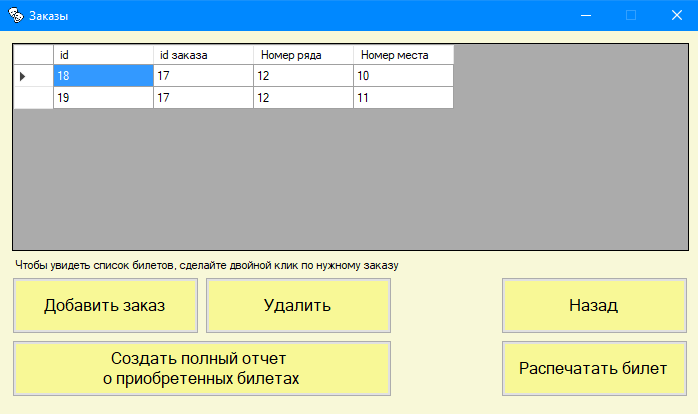 Заказы
id id заказа Номер ряда Номер места
18 17 12 10
19 17 12 11
Чтобы увидеть список билетов, сделайте двойной клик по нужному заказу
Добавить заказ Удалить Назад
Создать полный отчет
о приобретенных билетах
Распечатать билет